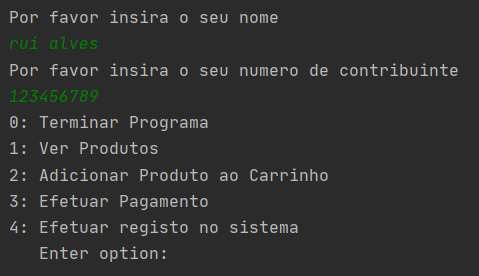 Por favor insira o seu nome
rui alves
Por favor insira o seu numero de contribuinte
123456789
0: Terminar Programa
1: Ver Produtos
2: Adicionar Produto ao Carrinho
3: Efetuar Pagamento
4: Efetuar registo no sistema
Enter option: